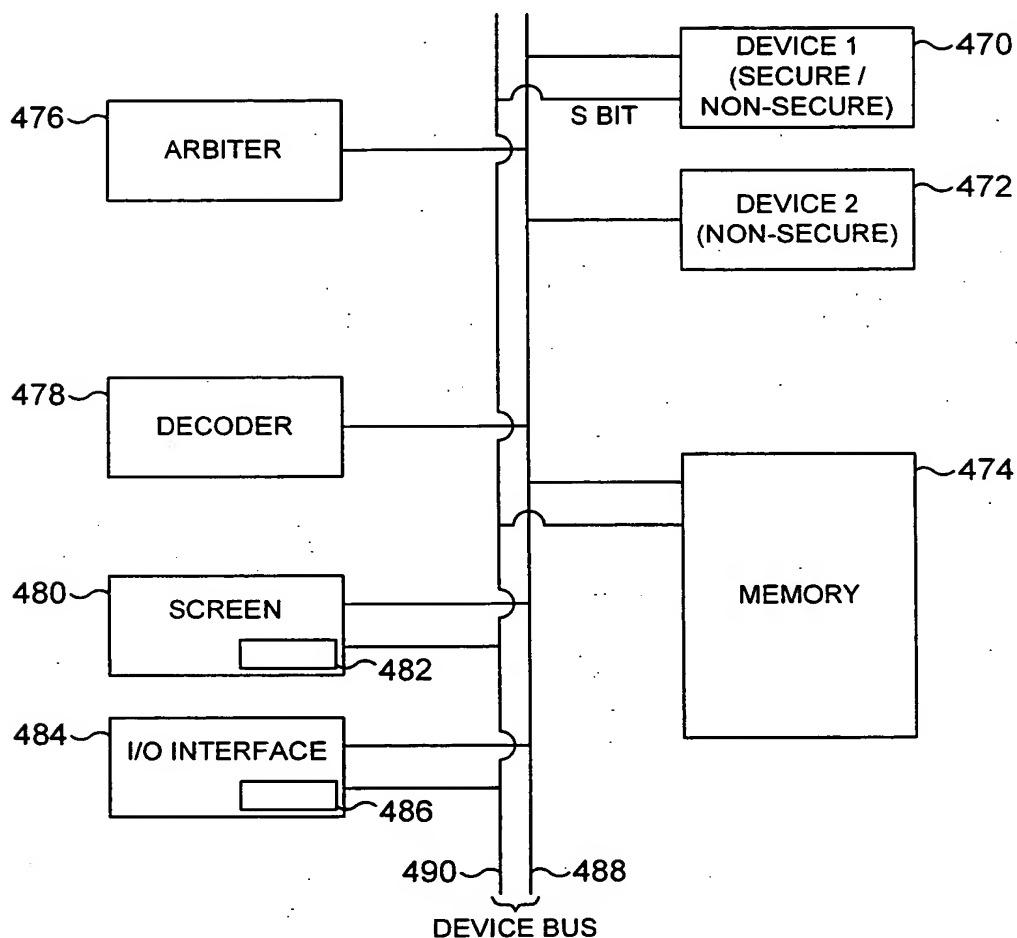 DEVICE 1
(SECURE /
NON-SECURE)
470
S BIT
476
ARBITER
DEVICE 2
(NON-SECURE)
472
478
DECODER
474
MEMORY
480
SCREEN
482
484
I/O INTERFACE
486
490
488
DEVICE BUS